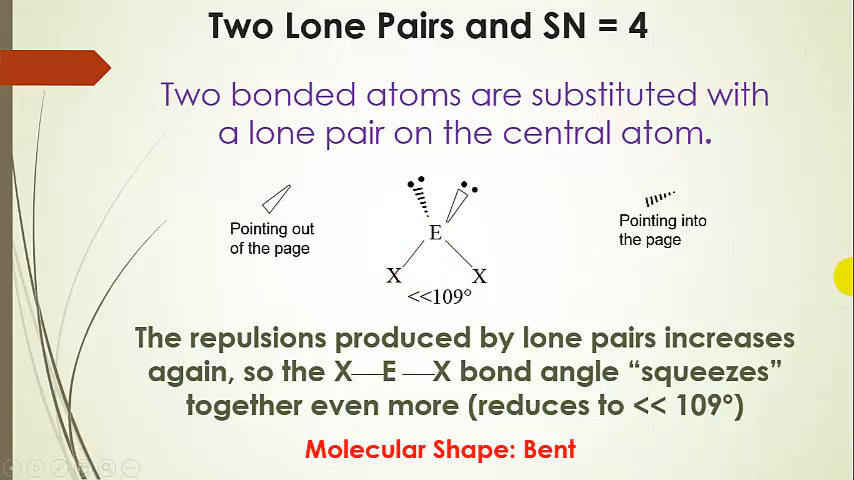 Two Lone Pairs and SN = 4
Two bonded atoms are substituted with
a lone pair on the central atom.
Pointing out
of the page
E
X
X
<<109°
Pointing into
the page
The repulsions produced by lone pairs increases
again, so the X—E —X bond angle “squeezes”
together even more (reduces to << 109°)
Molecular Shape: Bent